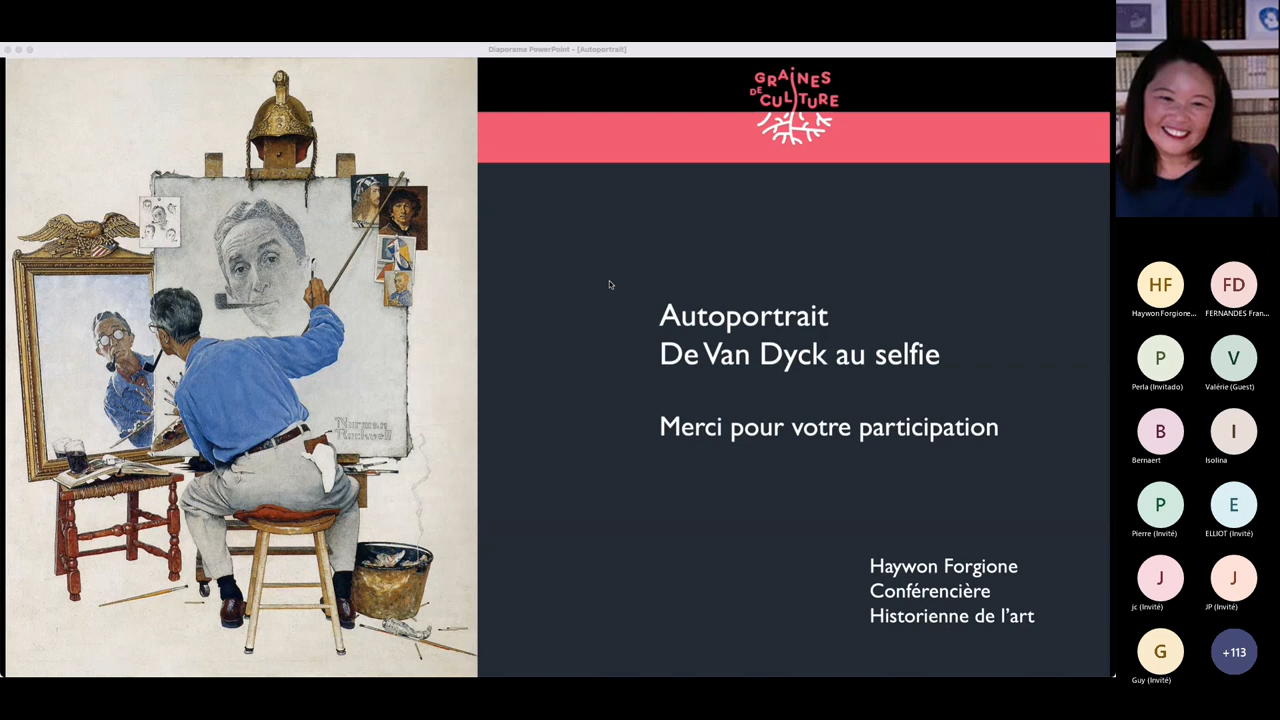 Diaporama PowerPoint - [Autoportrait]
GRAINES
DE
CULTURE
Autoportrait
De Van Dyck au selfie
Merci pour votre participation
Norman
Rockwell
Haywon Forgione
Conférencière
Historienne de l'art
HF
FD
Haywon Forgione...
FERNANDES Fran...
P
V
Perla (Invitado)
Valérie (Guest)
B
I
Bernaert
Isolina
P
E
Pierre (Invité)
ELLIOT (Invité)
J
J
jc (Invité)
JP (Invité)
G
+113
Guy (Invité)